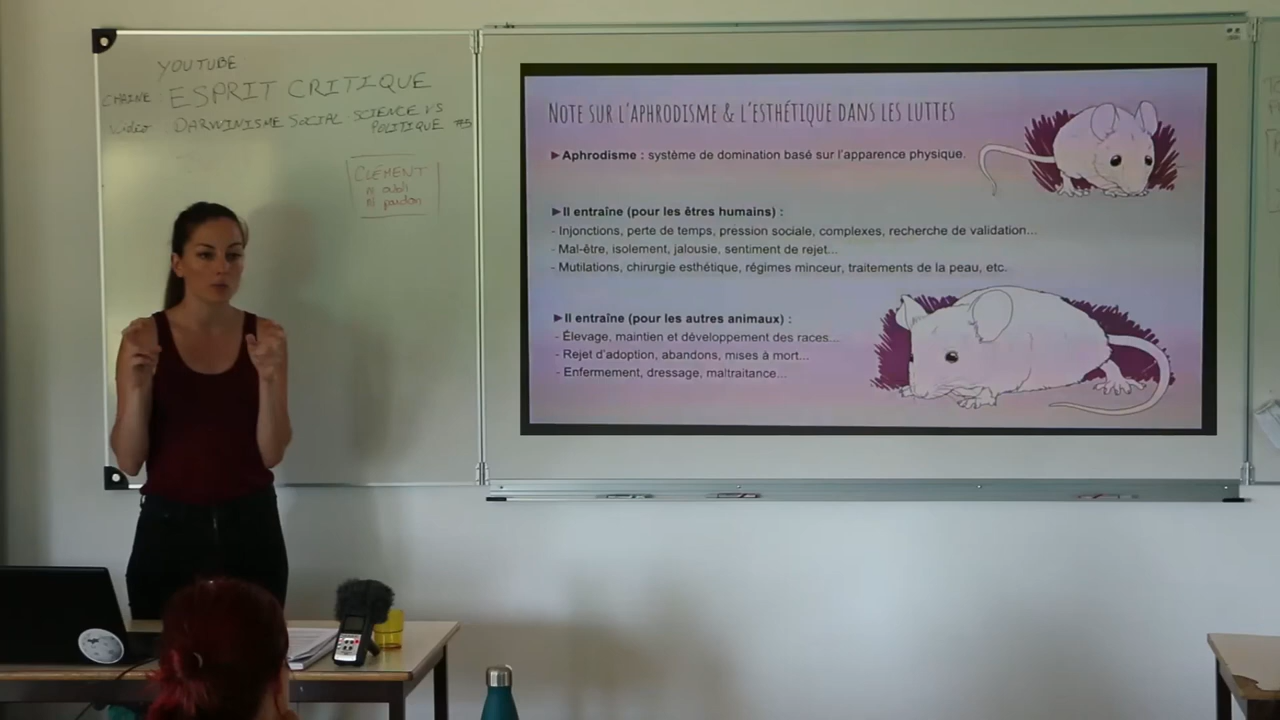 YOUTUBE
CHAINE ESPRIT CRITIQUE
Vidéo DARWINISME SOCIAL - SCIENCE VS
POLITIQUE #5
CLÉMENT
ni oubli
ni pardon
NOTE SUR L'APHRODISME & L'ESTHÉTIQUE DANS LES LUTTES
►Aphrodisme : système de domination basé sur l'apparence physique.
►Il entraîne (pour les êtres humains) :
- Injonctions, perte de temps, pression sociale, complexes, recherche de validation...
- Mal-être, isolement, jalousie, sentiment de rejet...
- Mutilations, chirurgie esthétique, régimes minceur, traitements de la peau, etc.
►Il entraîne (pour les autres animaux) :
- Élevage, maintien et développement des races...
- Rejet d'adoption, abandons, mises à mort...
- Enfermement, dressage, maltraitance...